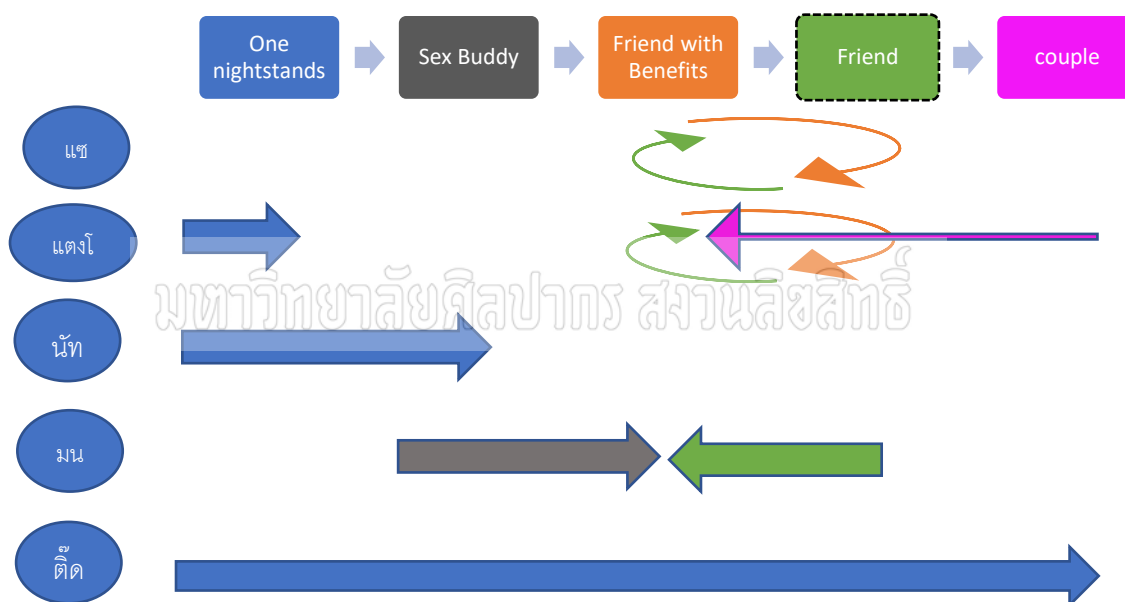 One
nightstands
Sex Buddy
Friend with
Benefits
Friend
couple
แซ
แตงโ
มหาวิทยาลัยศิลปากร สงวนลิขสิทธิ์
นัท
มน
ติ๊ด